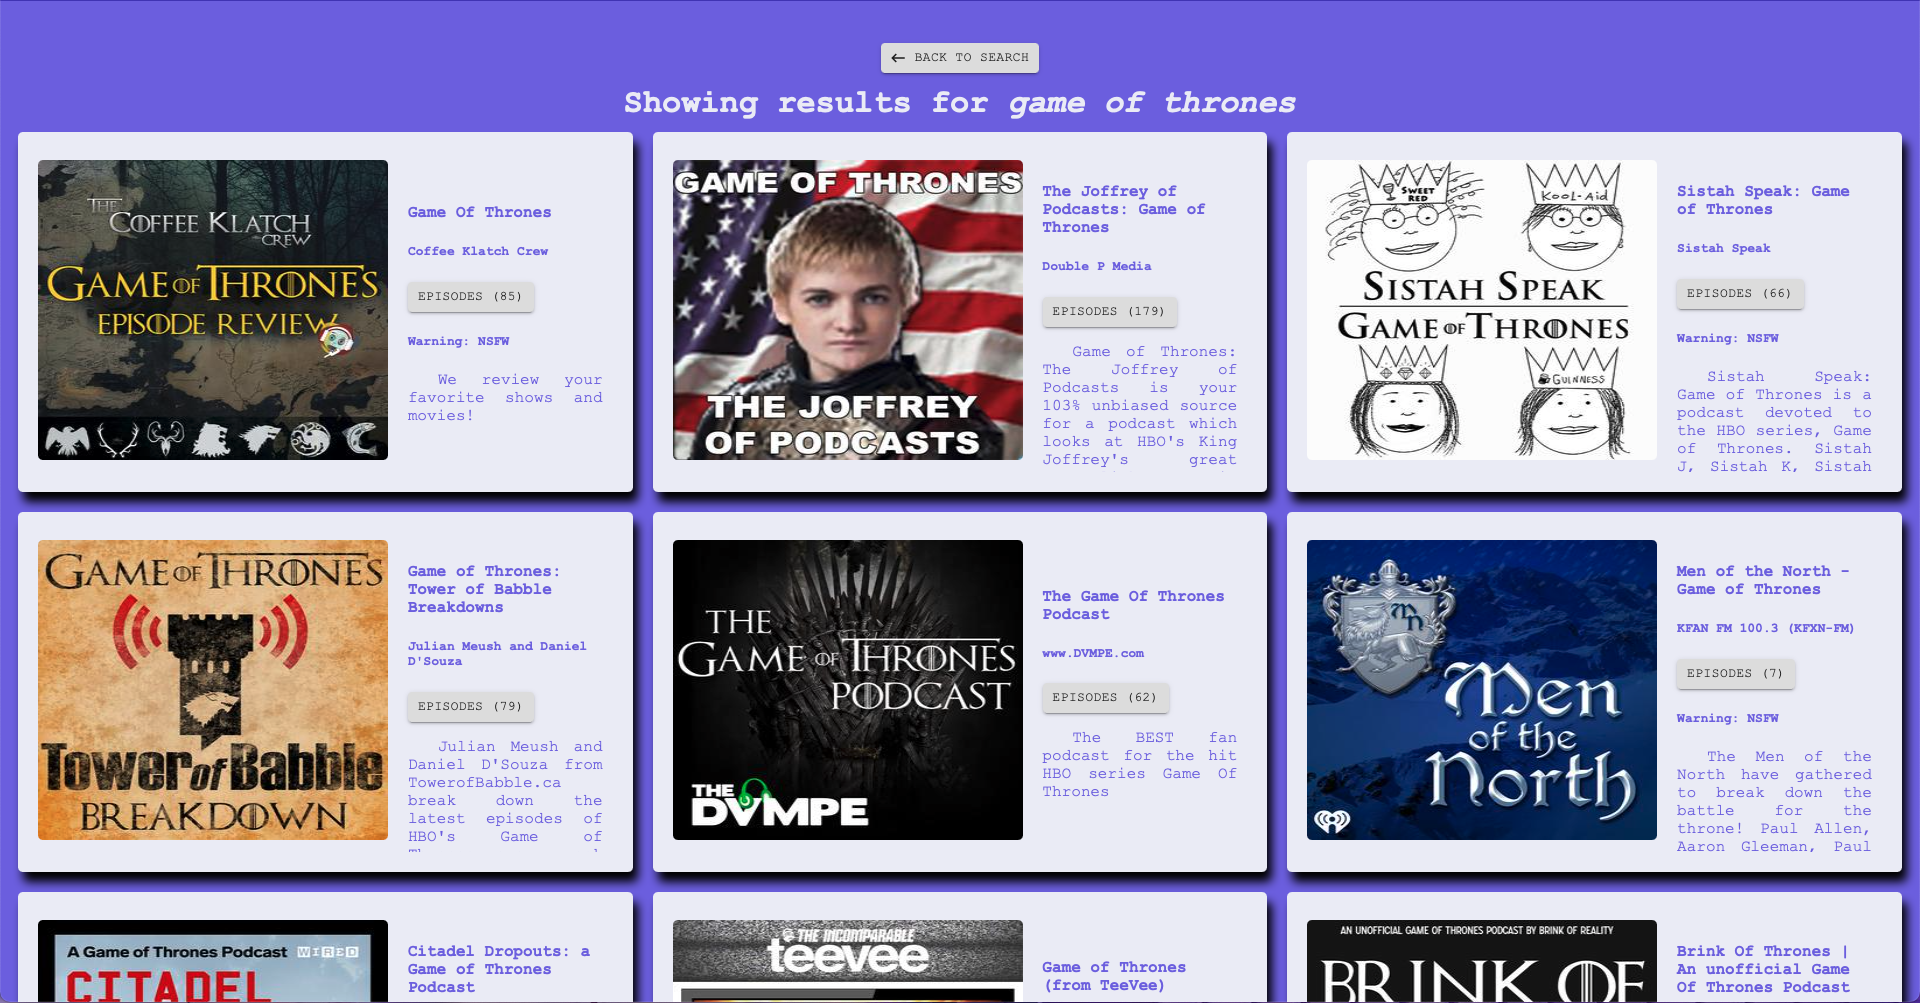 ← BACK TO SEARCH
Showing results for game of thrones
THE
COFFEE KLATCH
CREW
GAME OF THRONES
EPISODE REVIEW
Game Of Thrones
Coffee Klatch Crew
EPISODES (85)
Warning: NSFW
We review your
favorite shows and
movies!
GAME OF THRONES
THE JOFFREY
OF PODCASTS
The Joffrey of
Podcasts: Game of
Thrones
Double P Media
EPISODES (179)
Game of Thrones:
The Joffrey of
Podcasts is your
103% unbiased source
for a podcast which
looks at HBO's King
Joffrey's great
SWEET
RED
KOOL-AID
SISTAH SPEAK
GAME OF THRONES
GUINNESS
Sistah Speak: Game
of Thrones
Sistah Speak
EPISODES (66)
Warning: NSFW
Sistah Speak:
Game of Thrones is a
podcast devoted to
the HBO series, Game
of Thrones. Sistah
J, Sistah K, Sistah
GAME OF THRONES
Tower of Babble
BREAKDOWN
Game of Thrones:
Tower of Babble
Breakdowns
Julian Meush and Daniel
D'Souza
EPISODES (79)
Julian Meush and
Daniel D'Souza from
TowerofBabble.ca
break down the
latest episodes of
HBO's Game of
THE
GAME OF THRONES
PODCAST
THE
DVMPE
The Game Of Thrones
Podcast
www.DVMPE.com
EPISODES (62)
The BEST fan
podcast for the hit
HBO series Game Of
Thrones
mn
Men
of the
North
Men of the North -
Game of Thrones
KFAN FM 100.3 (KFXN-FM)
EPISODES (7)
Warning: NSFW
The Men of the
North have gathered
to break down the
battle for the
throne! Paul Allen,
Aaron Gleeman, Paul
A Game of Thrones Podcast WIRED
CITADEL
Citadel Dropouts: a
Game of Thrones
Podcast
THE INCOMPARABLE
teevee
Game of Thrones
(from TeeVee)
AN UNOFFICIAL GAME OF THRONES PODCAST BY BRINK OF REALITY
BRINK OF
Brink Of Thrones |
An unofficial Game
Of Thrones Podcast